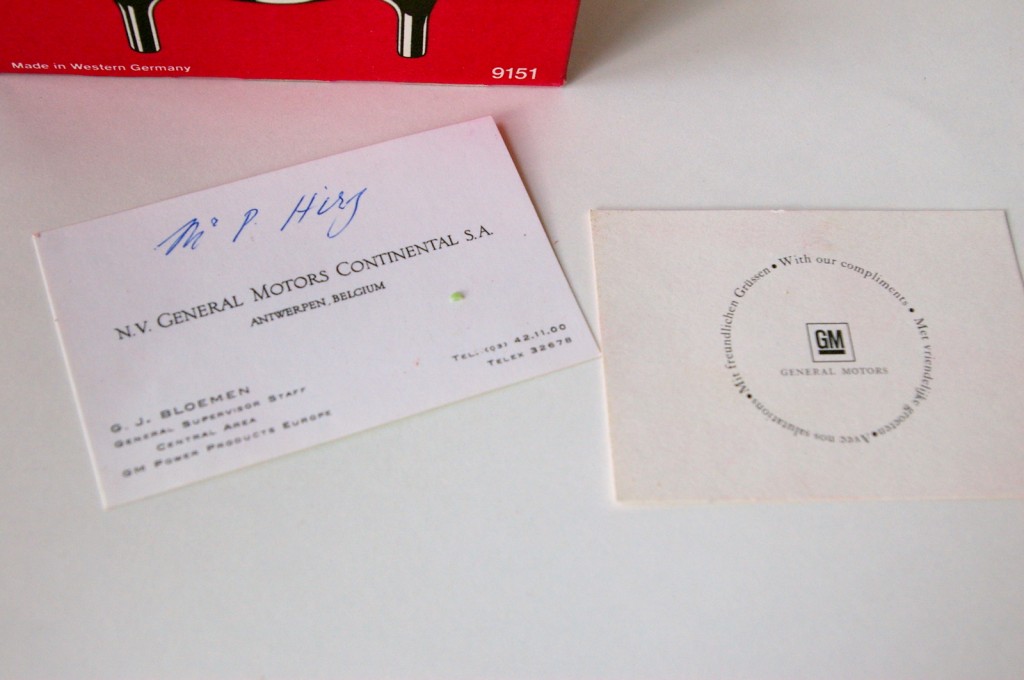 Made in Western Germany
9151
Mr P. Hirz
N.V. GENERAL MOTORS CONTINENTAL S.A.
ANTWERPEN, BELGIUM
TEL.: (03) 42.11.00
TELEX 32678
G. J. BLOEMEN
GENERAL SUPERVISOR STAFF
CENTRAL AREA
GM POWER PRODUCTS EUROPE
With our compliments • Met vriendelijke groeten • Avec nos salutations • Mit freundlichen Grüssen •
GM
GENERAL MOTORS